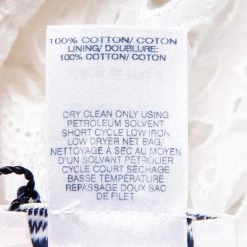 100% COTTON/ COTON
LINING/ DOUBLURE:
100% COTTON/ COTON
DRY CLEAN ONLY USING
PETROLEUM SOLVENT
SHORT CYCLE LOW IRON
LOW DRYER NET BAG/
NETTOYAGE A SEC AU MOYEN
D'UN SOLVANT PETROLIER
CYCLE COURT SECHAGE
BASSE TEMPERATURE
REPASSAGE DOUX SAC
DE FILET